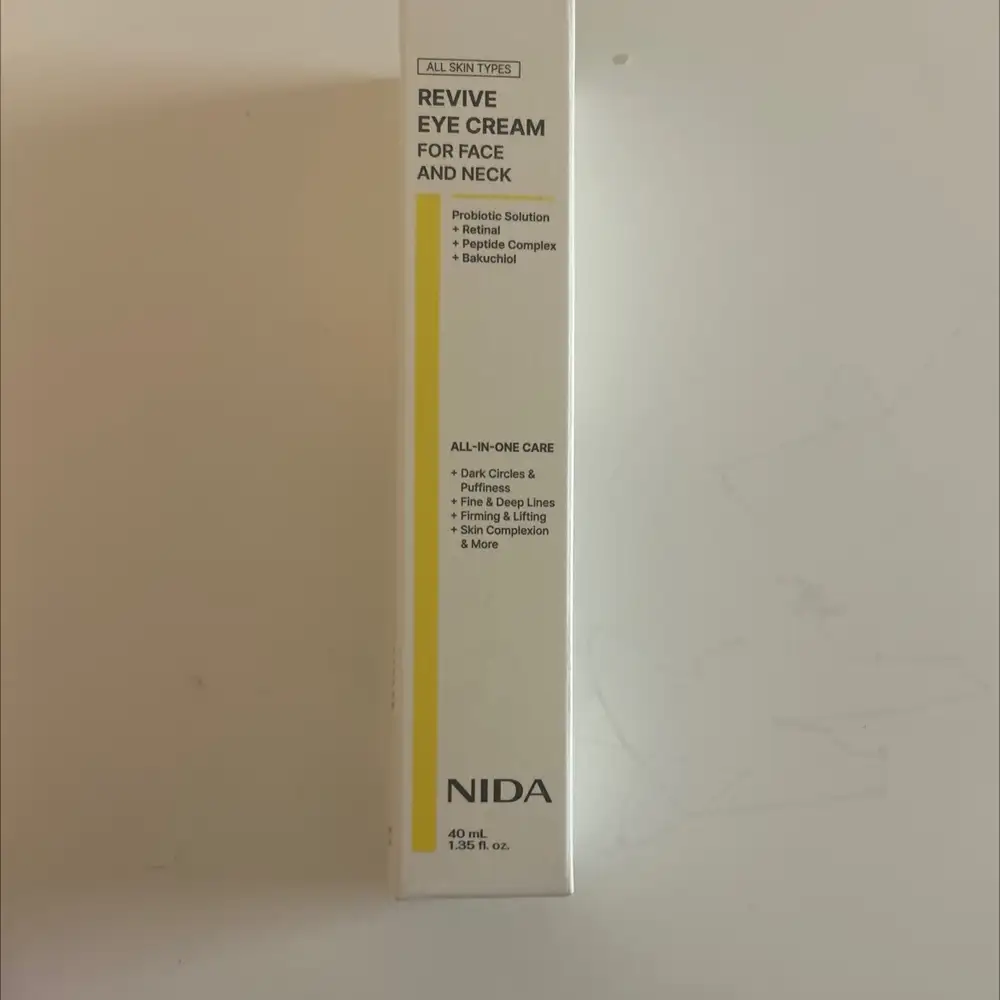 ALL SKIN TYPES
REVIVE
EYE CREAM
FOR FACE
AND NECK
Probiotic Solution
+ Retinal
+ Peptide Complex
+ Bakuchiol
ALL-IN-ONE CARE
+ Dark Circles &
Puffiness
+ Fine & Deep Lines
+ Firming & Lifting
+ Skin Complexion
& More
NIDA
40 mL
1.35 fl. oz.